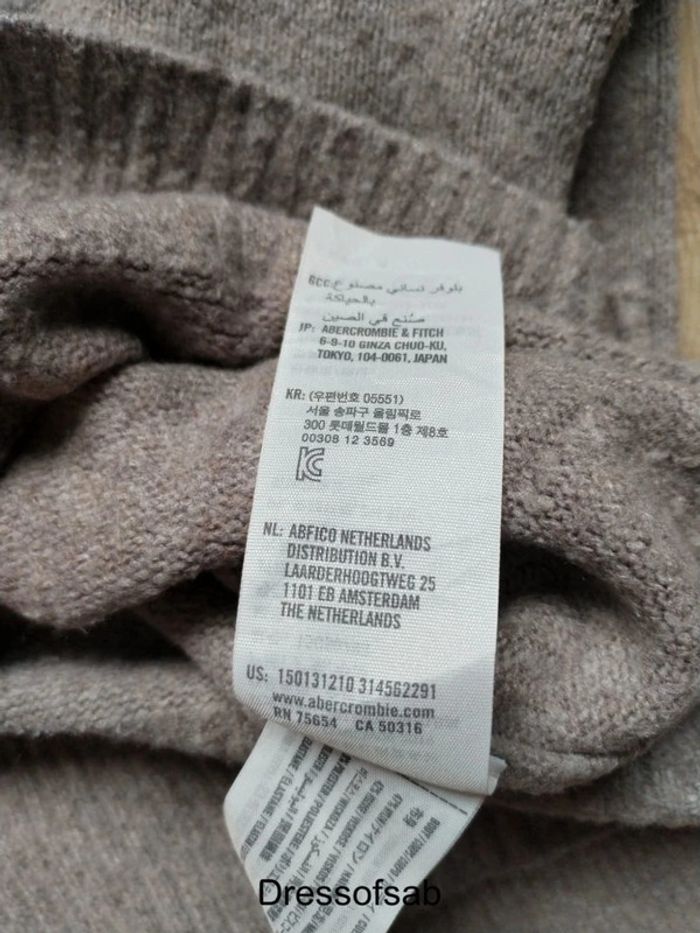 GCC: بلوفر نسائي مصنوع
بالحياكة
صُنع في الصين
JP: ABERCROMBIE & FITCH
6-9-10 GINZA CHUO-KU,
TOKYO, 104-0061, JAPAN
KR: (우편번호 05551)
서울 송파구 올림픽로
300 롯데월드몰 1층 제8호
00308 12 3569
NL: ABFICO NETHERLANDS
DISTRIBUTION B.V.
LAARDERHOOGTWEG 25
1101 EB AMSTERDAM
THE NETHERLANDS
US: 150131210 314562291
www.abercrombie.com
RN 75654 CA 50316
Dressofsab